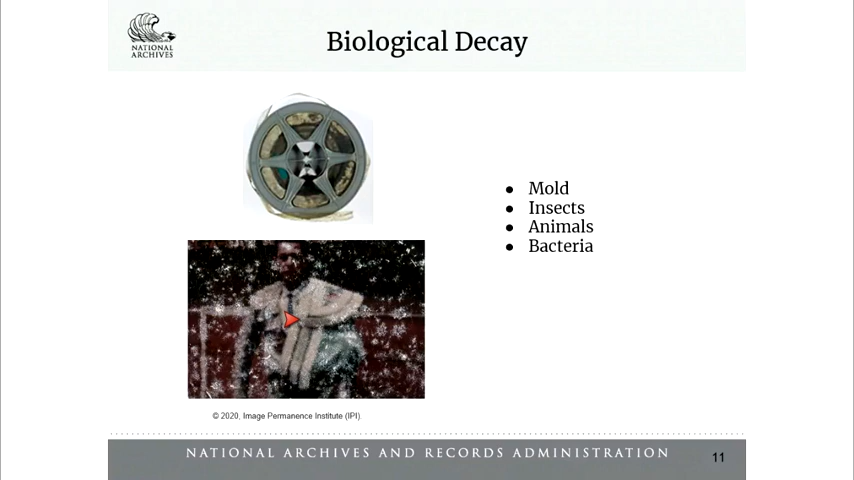 NATIONAL
ARCHIVES
Biological Decay
● Mold
● Insects
● Animals
● Bacteria
© 2020, Image Permanence Institute (IPI).
NATIONAL ARCHIVES AND RECORDS ADMINISTRATION
11